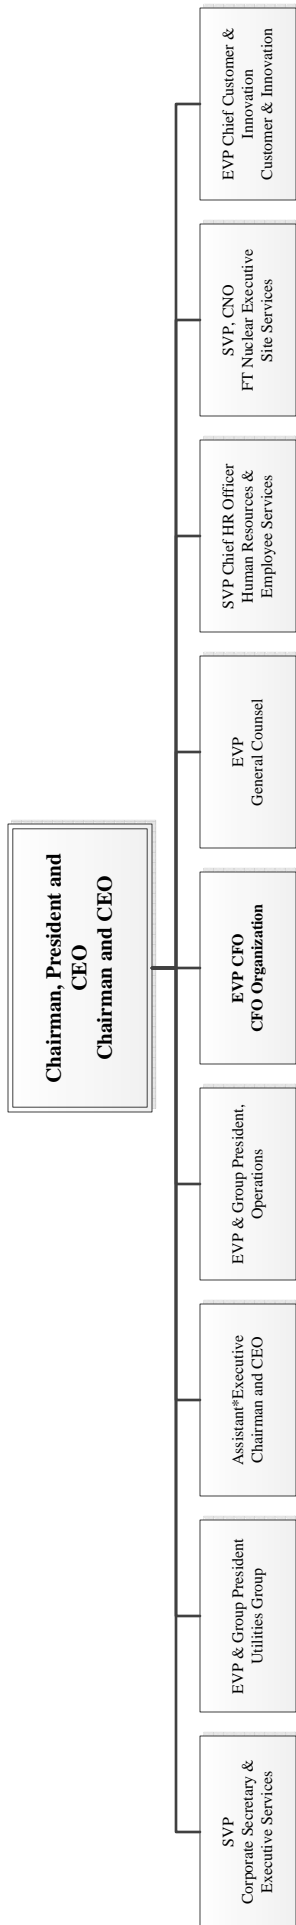 Chairman, President and
CEO
Chairman and CEO
SVP
Corporate Secretary &
Executive Services
EVP & Group President
Utilities Group
Assistant*Executive
Chairman and CEO
EVP & Group President,
Operations
EVP CFO
CFO Organization
EVP
General Counsel
SVP Chief HR Officer
Human Resources &
Employee Services
SVP, CNO
FT Nuclear Executive
Site Services
EVP Chief Customer &
Innovation
Customer & Innovation